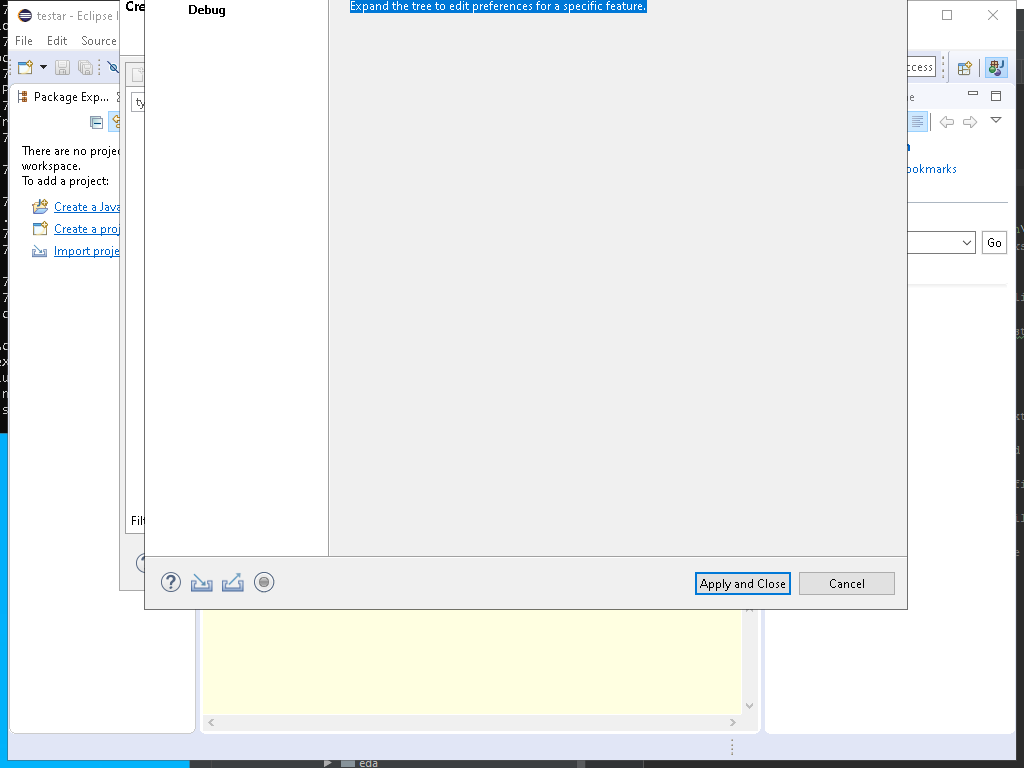 testar - Eclipse I
File Edit Source
Package Exp...
There are no proje
workspace.
To add a project:
Create a Java
Create a proj
Import proje
Cre
ty
Filt
Debug
Expand the tree to edit preferences for a specific feature.
Apply and Close
Cancel
ccess
e
ookmarks
Go
eda